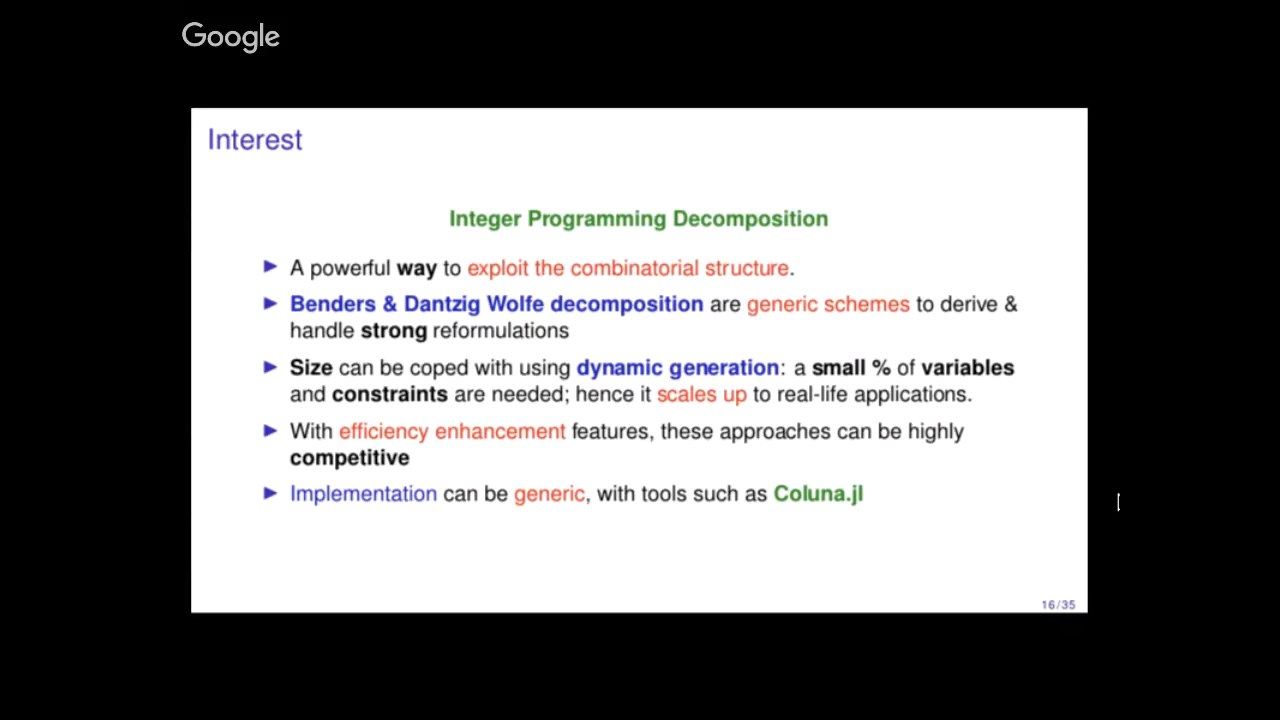 Google
Interest
Integer Programming Decomposition
▶ A powerful way to exploit the combinatorial structure.
▶ Benders & Dantzig Wolfe decomposition are generic schemes to derive &
handle strong reformulations
▶ Size can be coped with using dynamic generation: a small % of variables
and constraints are needed; hence it scales up to real-life applications.
▶ With efficiency enhancement features, these approaches can be highly
competitive
▶ Implementation can be generic, with tools such as Coluna.jl
16/35